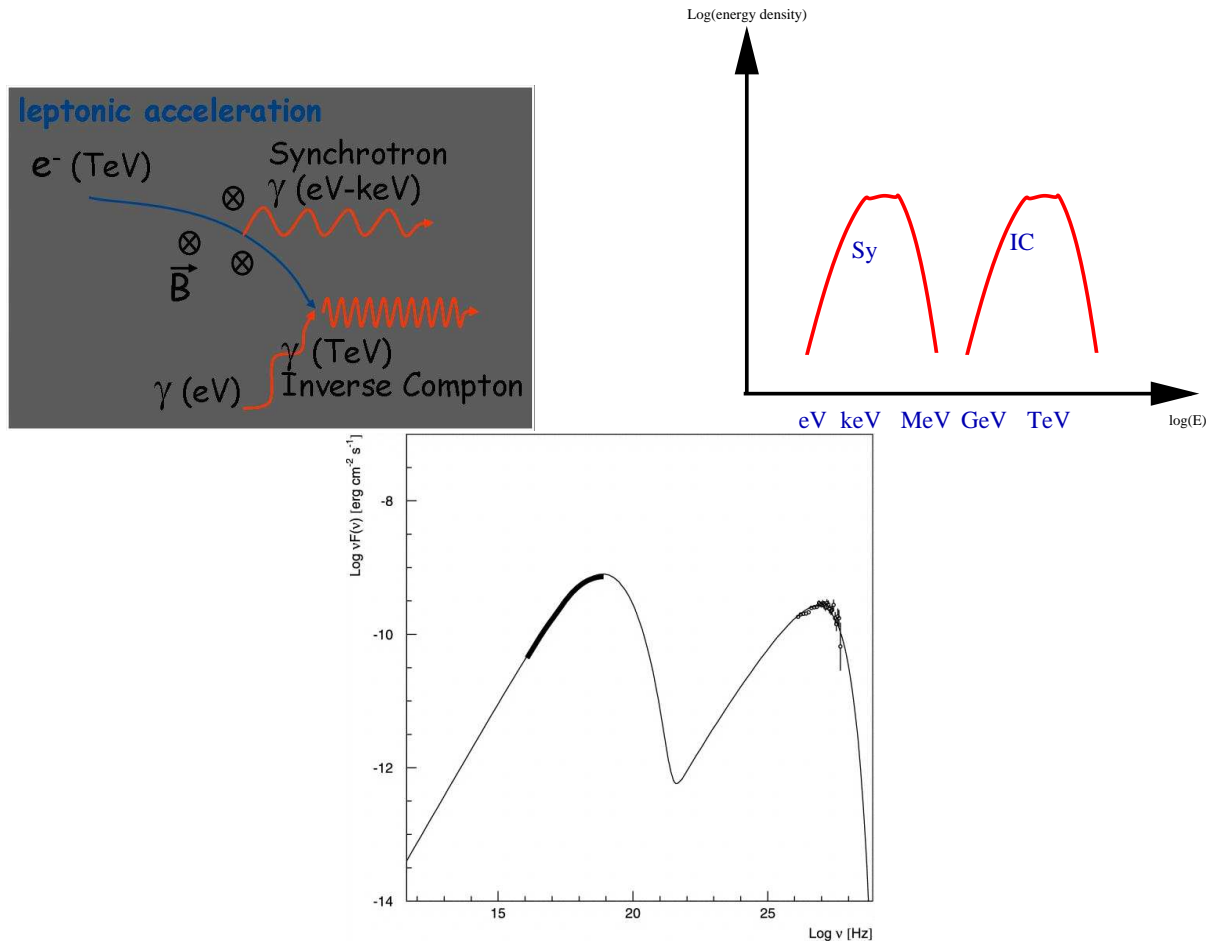 leptonic acceleration
e⁻ (TeV)
Synchrotron
γ (eV-keV)
B
γ (TeV)
γ (eV)
Inverse Compton
Log(energy density)
Sy
IC
eV keV MeV GeV TeV
log(E)
Log νF(ν) [erg cm⁻² s⁻¹]
-8
-10
-12
-14
15 20 25
Log ν [Hz]